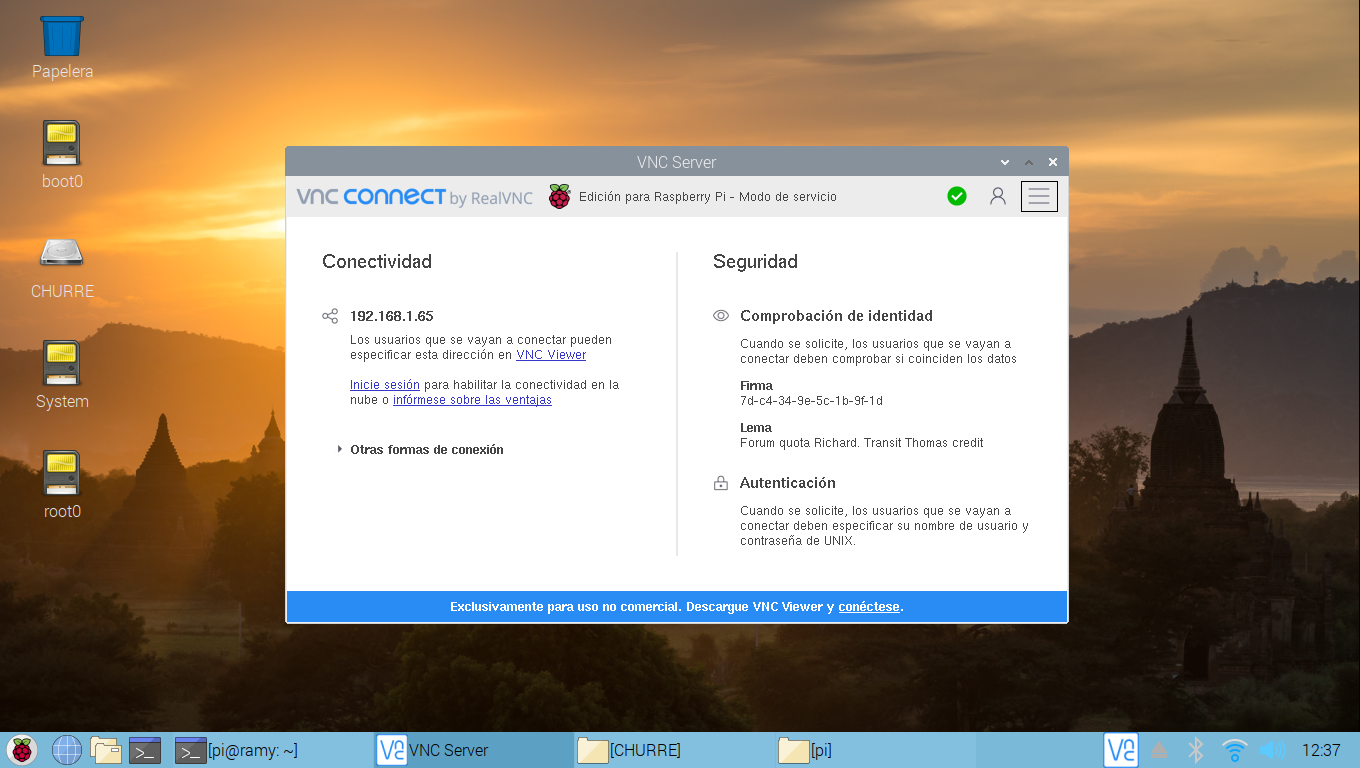 Papelera
boot0
CHURRE
System
root0
VNC Server
vnc connect by RealVNC
Edición para Raspberry Pi - Modo de servicio
Conectividad
192.168.1.65
Los usuarios que se vayan a conectar pueden
especificar esta dirección en VNC Viewer
Inicie sesión para habilitar la conectividad en la
nube o infórmese sobre las ventajas
Otras formas de conexión
Seguridad
Comprobación de identidad
Cuando se solicite, los usuarios que se vayan a
conectar deben comprobar si coinciden los datos
Firma
7d-c4-34-9e-5c-1b-9f-1d
Lema
Forum quota Richard. Transit Thomas credit
Autenticación
Cuando se solicite, los usuarios que se vayan a
conectar deben especificar su nombre de usuario y
contraseña de UNIX.
Exclusivamente para uso no comercial. Descargue VNC Viewer y conéctese.
[pi@ramy: ~]
VNC Server
[CHURRE]
[pi]
12:37